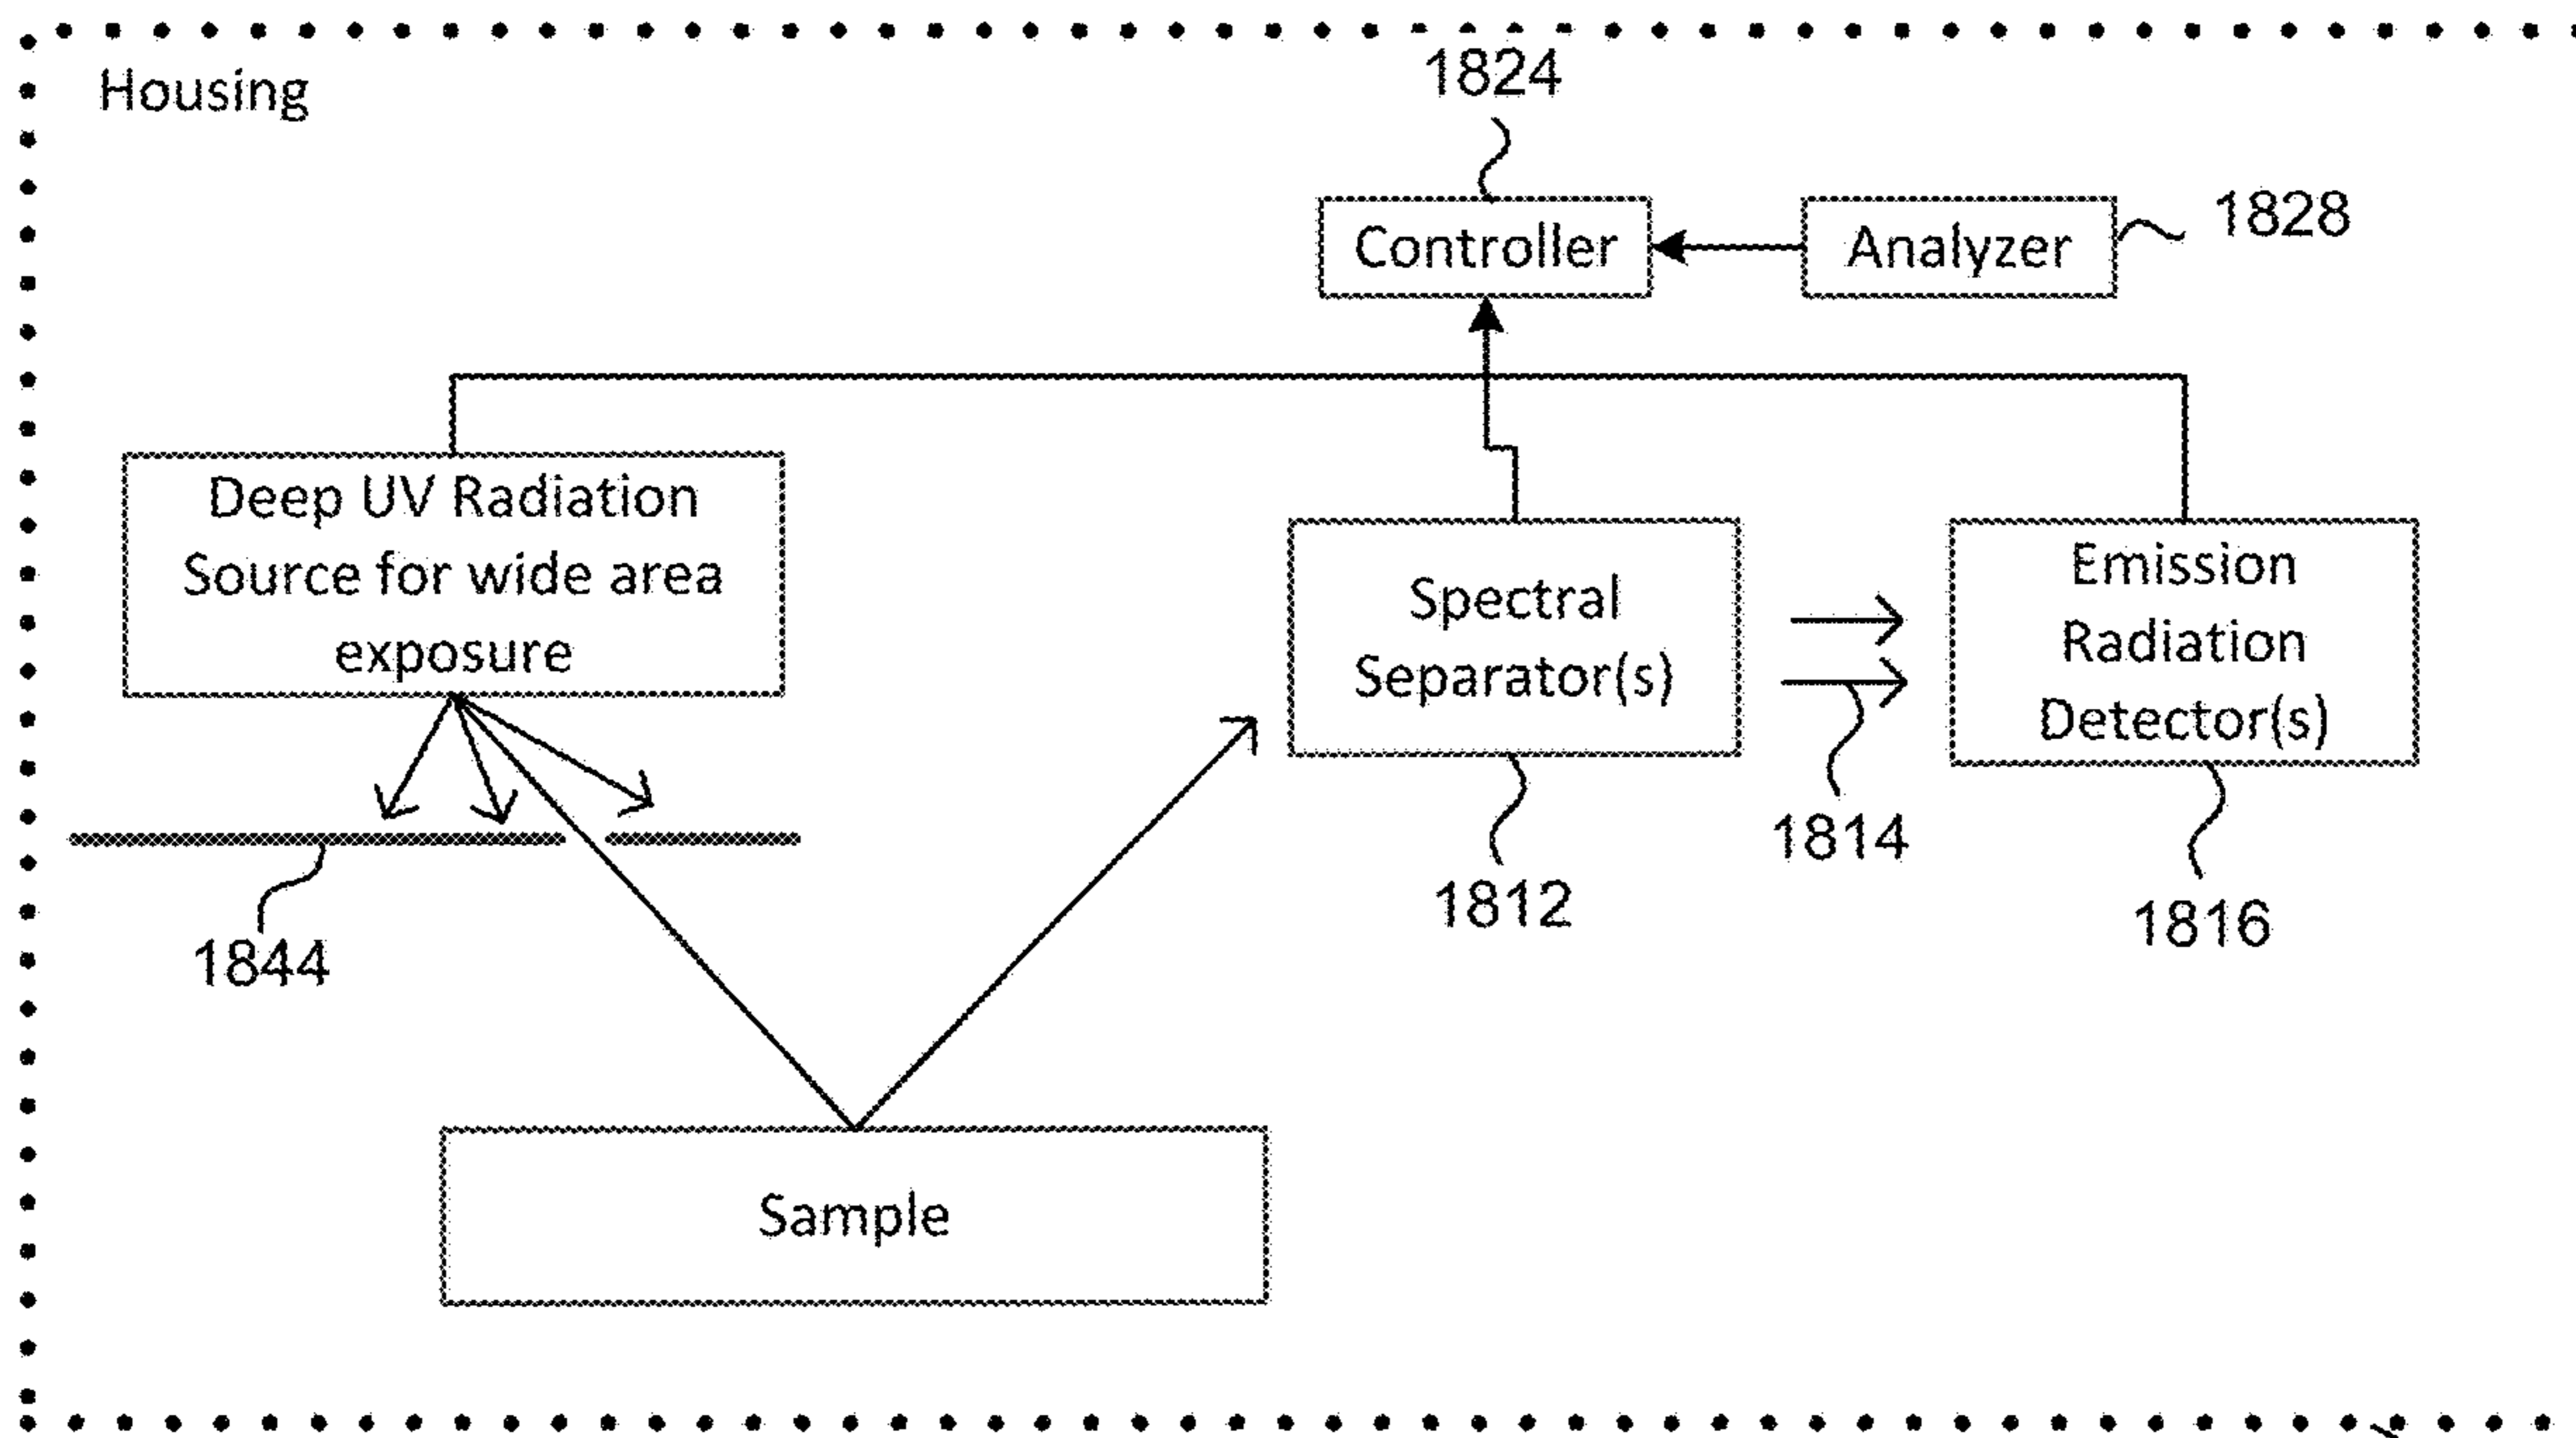 Housing
1824
Controller
Analyzer
1828
Deep UV Radiation
Source for wide area
exposure
Spectral
Separator(s)
Emission
Radiation
Detector(s)
1844
1812
1814
1816
Sample